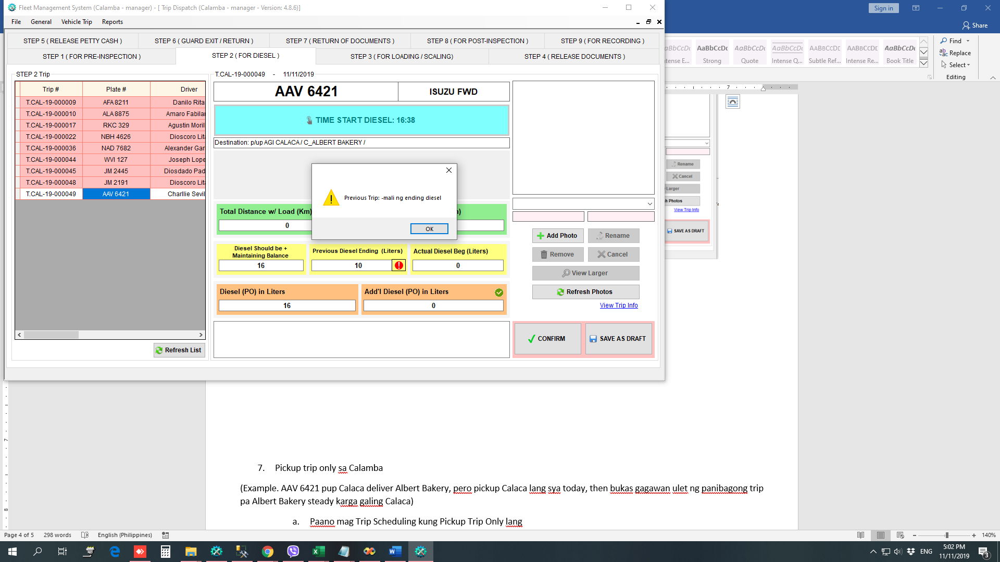 Fleet Management System (Calamba - manager) - [ Trip Dispatch (Calamba - manager - Version: 4.8.6)]
Sign in
File General Vehicle Trip Reports
Share
STEP 5 ( RELEASE PETTY CASH ) STEP 6 ( GUARD EXIT / RETURN ) STEP 7 ( RETURN OF DOCUMENTS ) STEP 8 ( FOR POST-INSPECTION ) STEP 9 ( FOR RECORDING )
STEP 1 ( FOR PRE-INSPECTION ) STEP 2 ( FOR DIESEL ) STEP 3 ( FOR LOADING / SCALING) STEP 4 ( RELEASE DOCUMENTS )
AaBbCcDc AaBbCcDc AaBbCcDc AaBbCcDc AaBbCcDc AaBbCcDc
tense E... Strong Quote Intense Q... Subtle Ref... Intense Re... Book Title
Find
Replace
Select
Editing
STEP 2 Trip
Trip # Plate # Driver
T.CAL-19-000009 AFA 8211 Danilo Rita
T.CAL-19-000010 ALA 8875 Amaro Fabila
T.CAL-19-000017 RKC 329 Agustin Moril
T.CAL-19-000022 NBH 4626 Dioscoro Lit
T.CAL-19-000036 NAD 7682 Alexander Gar
T.CAL-19-000044 WVI 127 Joseph Lope
T.CAL-19-000045 JM 2445 Diosdado Pad
T.CAL-19-000048 JM 2191 Dioscoro Lit
T.CAL-19-000049 AAV 6421 Charllie Sevil
Refresh List
T.CAL-19-000049 - 11/11/2019
AAV 6421 ISUZU FWD
TIME START DIESEL: 16:38
Destination: p/up AGI CALACA / C_ALBERT BAKERY /
Previous Trip: -mali ng ending diesel
OK
Total Distance w/ Load (Km)
0
Diesel Should be +
Maintaining Balance
16
Previous Diesel Ending (Liters)
10
Actual Diesel Beg (Liters)
0
Diesel (PO) in Liters
16
Add'l Diesel (PO) in Liters
0
Add Photo Rename
Remove Cancel
View Larger
Refresh Photos
View Trip Info
CONFIRM SAVE AS DRAFT
7
Rename
Cancel
Larger
sh Photos
View Trip Info
SAVE AS DRAFT
7
8
7. Pickup trip only sa Calamba
(Example. AAV 6421 pup Calaca deliver Albert Bakery, pero pickup Calaca lang sya today, then bukas gagawan ulet ng panibagong trip
pa Albert Bakery steady karga galing Calaca)
a. Paano mag Trip Scheduling kung Pickup Trip Only lang
Page 4 of 5 298 words English (Philippines) 140%
ENG
5:02 PM
11/11/2019
3